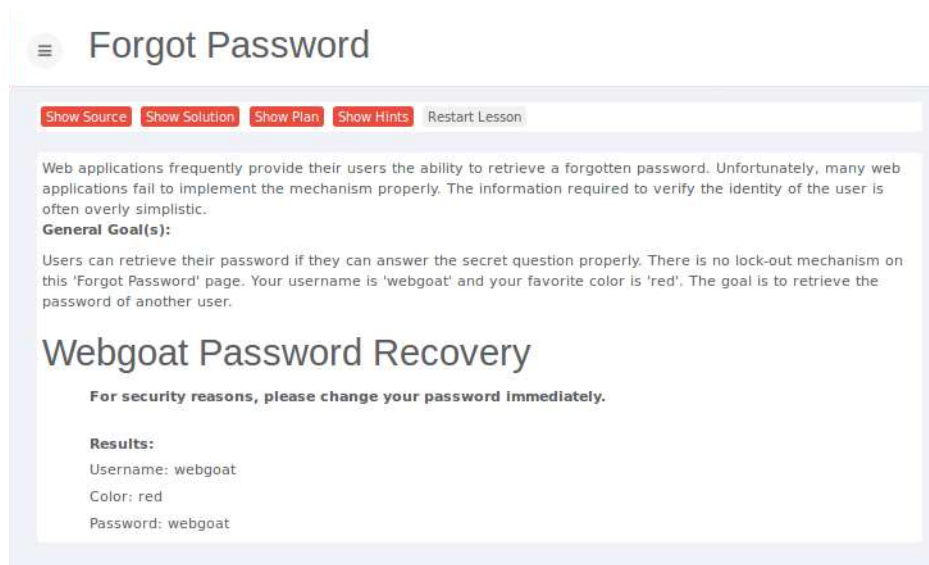 Forgot Password
Show Source Show Solution Show Plan Show Hints Restart Lesson
Web applications frequently provide their users the ability to retrieve a forgotten password. Unfortunately, many web
applications fail to implement the mechanism properly. The information required to verify the identity of the user is
often overly simplistic.
General Goal(s):
Users can retrieve their password if they can answer the secret question properly. There is no lock-out mechanism on
this 'Forgot Password' page. Your username is 'webgoat' and your favorite color is 'red'. The goal is to retrieve the
password of another user.
Webgoat Password Recovery
For security reasons, please change your password immediately.
Results:
Username: webgoat
Color: red
Password: webgoat